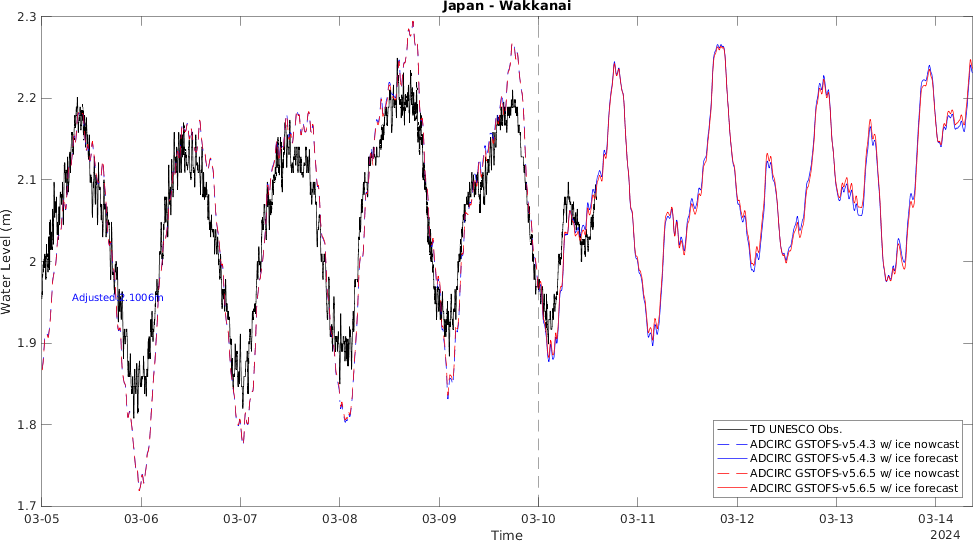 Japan - Wakkanai
2.3
2.2
2.1
2
1.9
1.8
1.7
Water Level (m)
Adjusted 2.1006m
TD UNESCO Obs.
ADCIRC GSTOFS-v5.4.3 w/ ice nowcast
ADCIRC GSTOFS-v5.4.3 w/ ice forecast
ADCIRC GSTOFS-v5.6.5 w/ ice nowcast
ADCIRC GSTOFS-v5.6.5 w/ ice forecast
03-05 03-06 03-07 03-08 03-09 03-10 03-11 03-12 03-13 03-14
Time 2024